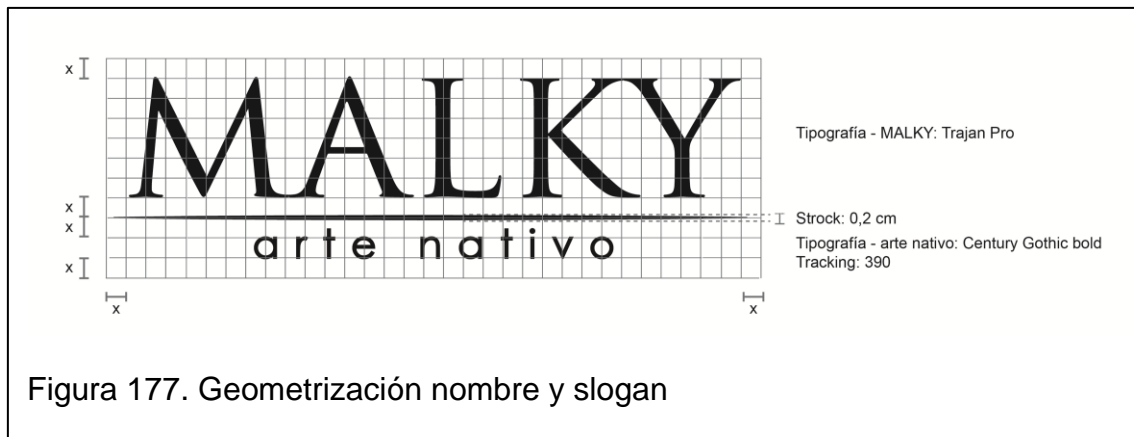 x
MALKY
Tipografía - MALKY: Trajan Pro
x
x
Strock: 0,2 cm
arte nativo
Tipografía - arte nativo: Century Gothic bold
Tracking: 390
x
x
x
Figura 177. Geometrización nombre y slogan